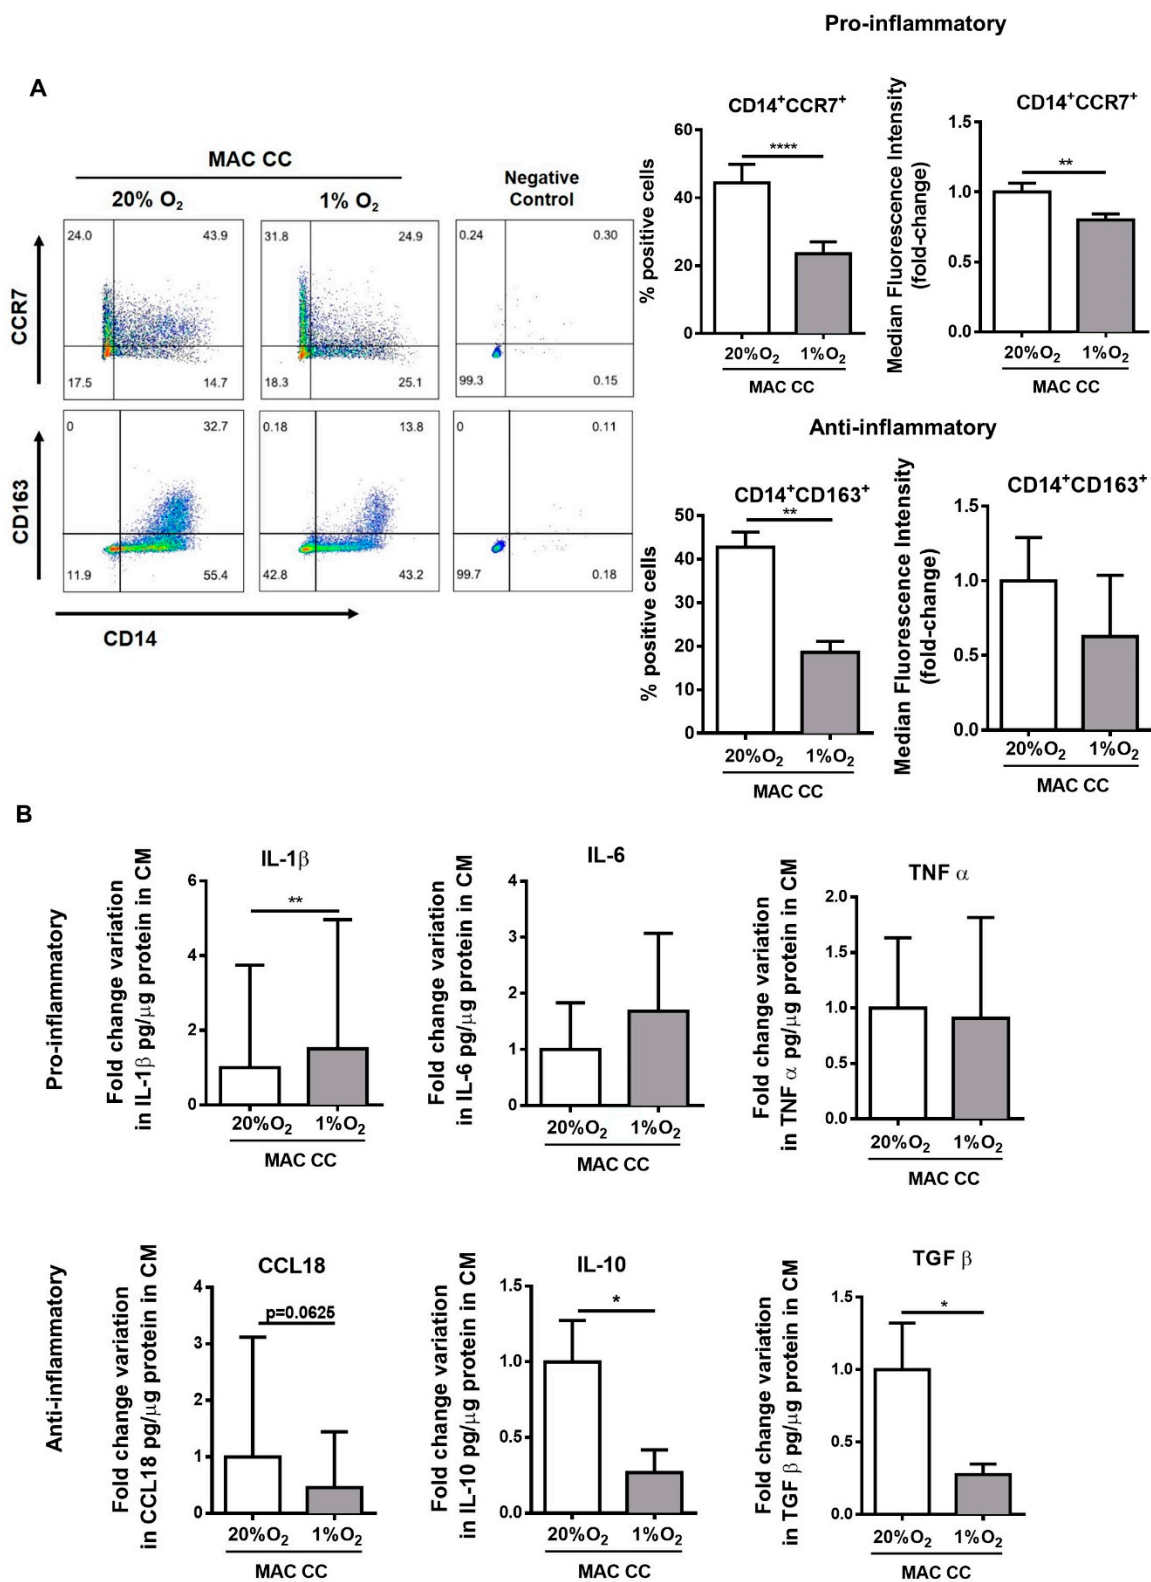 Pro-inflammatory
A
MAC CC
20% O₂
1% O₂
Negative
Control
CCR7
24.0
43.9
17.5
14.7
31.8
24.9
18.3
25.1
0.24
0.30
99.3
0.15
CD163
0
32.7
11.9
55.4
0.18
13.8
42.8
43.2
0
0.11
99.7
0.18
CD14
CD14⁺CCR7⁺
% positive cells
60
40
20
0
****
20%O₂
1%O₂
MAC CC
CD14⁺CCR7⁺
Median Fluorescence Intensity
(fold-change)
1.5
1.0
0.5
0.0
**
20%O₂
1%O₂
MAC CC
Anti-inflammatory
CD14⁺CD163⁺
% positive cells
50
40
30
20
10
0
**
20%O₂
1%O₂
MAC CC
CD14⁺CD163⁺
Median Fluorescence Intensity
(fold-change)
1.5
1.0
0.5
0.0
20%O₂
1%O₂
MAC CC
B
Pro-inflammatory
IL-1β
Fold change variation
in IL-1β pg/μg protein in CM
6
4
2
0
**
20%O₂
1%O₂
MAC CC
IL-6
Fold change variation
in IL-6 pg/μg protein in CM
4
3
2
1
0
20%O₂
1%O₂
MAC CC
TNF α
Fold change variation
in TNF α pg/μg protein in CM
2.0
1.5
1.0
0.5
0.0
20%O₂
1%O₂
MAC CC
Anti-inflammatory
CCL18
Fold change variation
in CCL18 pg/μg protein in CM
4
3
2
1
0
p=0.0625
20%O₂
1%O₂
MAC CC
IL-10
Fold change variation
in IL-10 pg/μg protein in CM
1.5
1.0
0.5
0.0
*
20%O₂
1%O₂
MAC CC
TGF β
Fold change variation
in TGF β pg/μg protein in CM
1.5
1.0
0.5
0.0
*
20%O₂
1%O₂
MAC CC